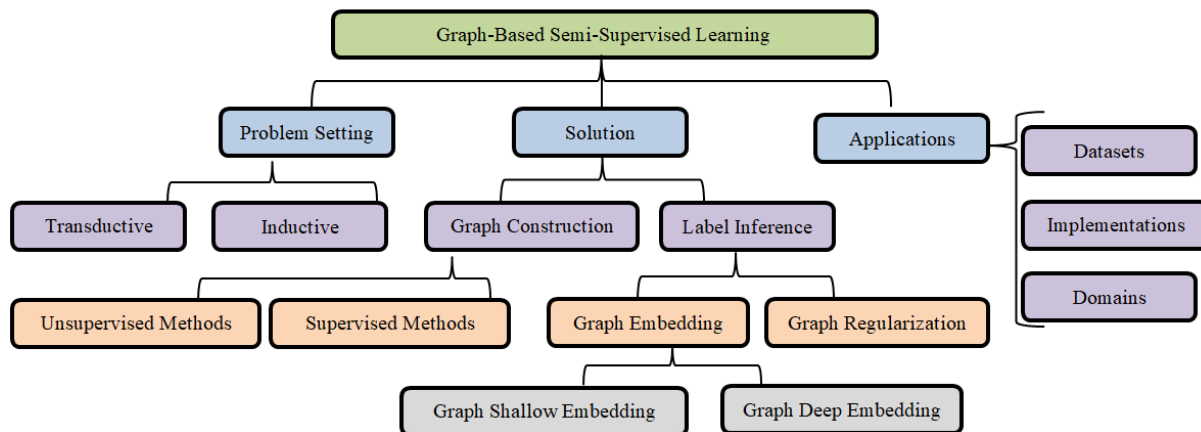 Graph-Based Semi-Supervised Learning
Problem Setting
Solution
Applications
Datasets
Transductive
Inductive
Graph Construction
Label Inference
Implementations
Unsupervised Methods
Supervised Methods
Graph Embedding
Graph Regularization
Domains
Graph Shallow Embedding
Graph Deep Embedding